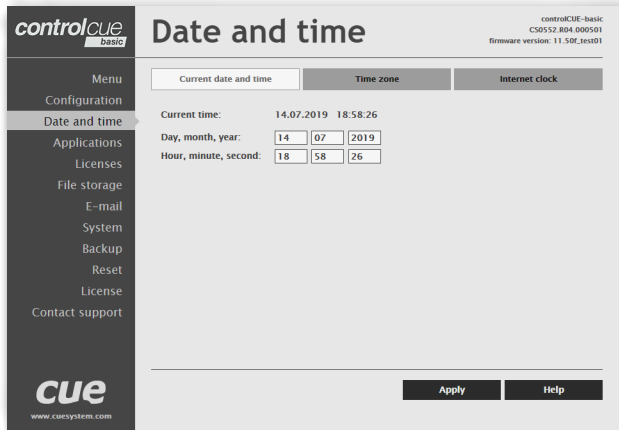 controlcue
basic
Date and time
controlCUE-basic
CS0552.R04.000501
firmware version: 11.50f_test01
Menu
Configuration
Date and time
Applications
Licenses
File storage
E-mail
System
Backup
Reset
License
Contact support
Current date and time
Time zone
Internet clock
Current time: 14.07.2019 18:58:26
Day, month, year: 14 07 2019
Hour, minute, second: 18 58 26
Apply
Help
cue
www.cuesystem.com